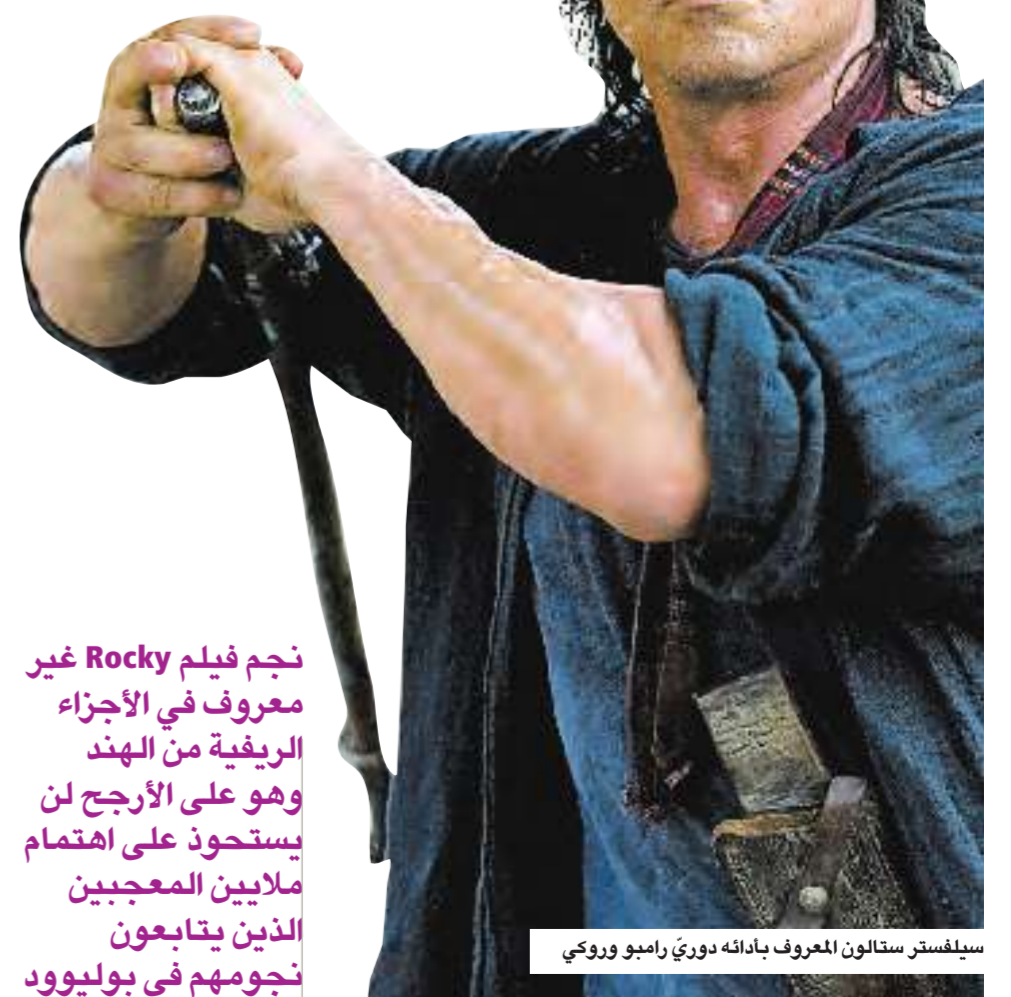 نجم فيلم Rocky غير
معروف في الأجزاء
الريفية من الهند
وهو على الأرجح لن
يستحوذ على اهتمام
ملايين المعجبين
الذين يتابعون
نجومهم في بوليوود
سيلفستر ستالون المعروف بأدائه دوريّ رامبو وروكي